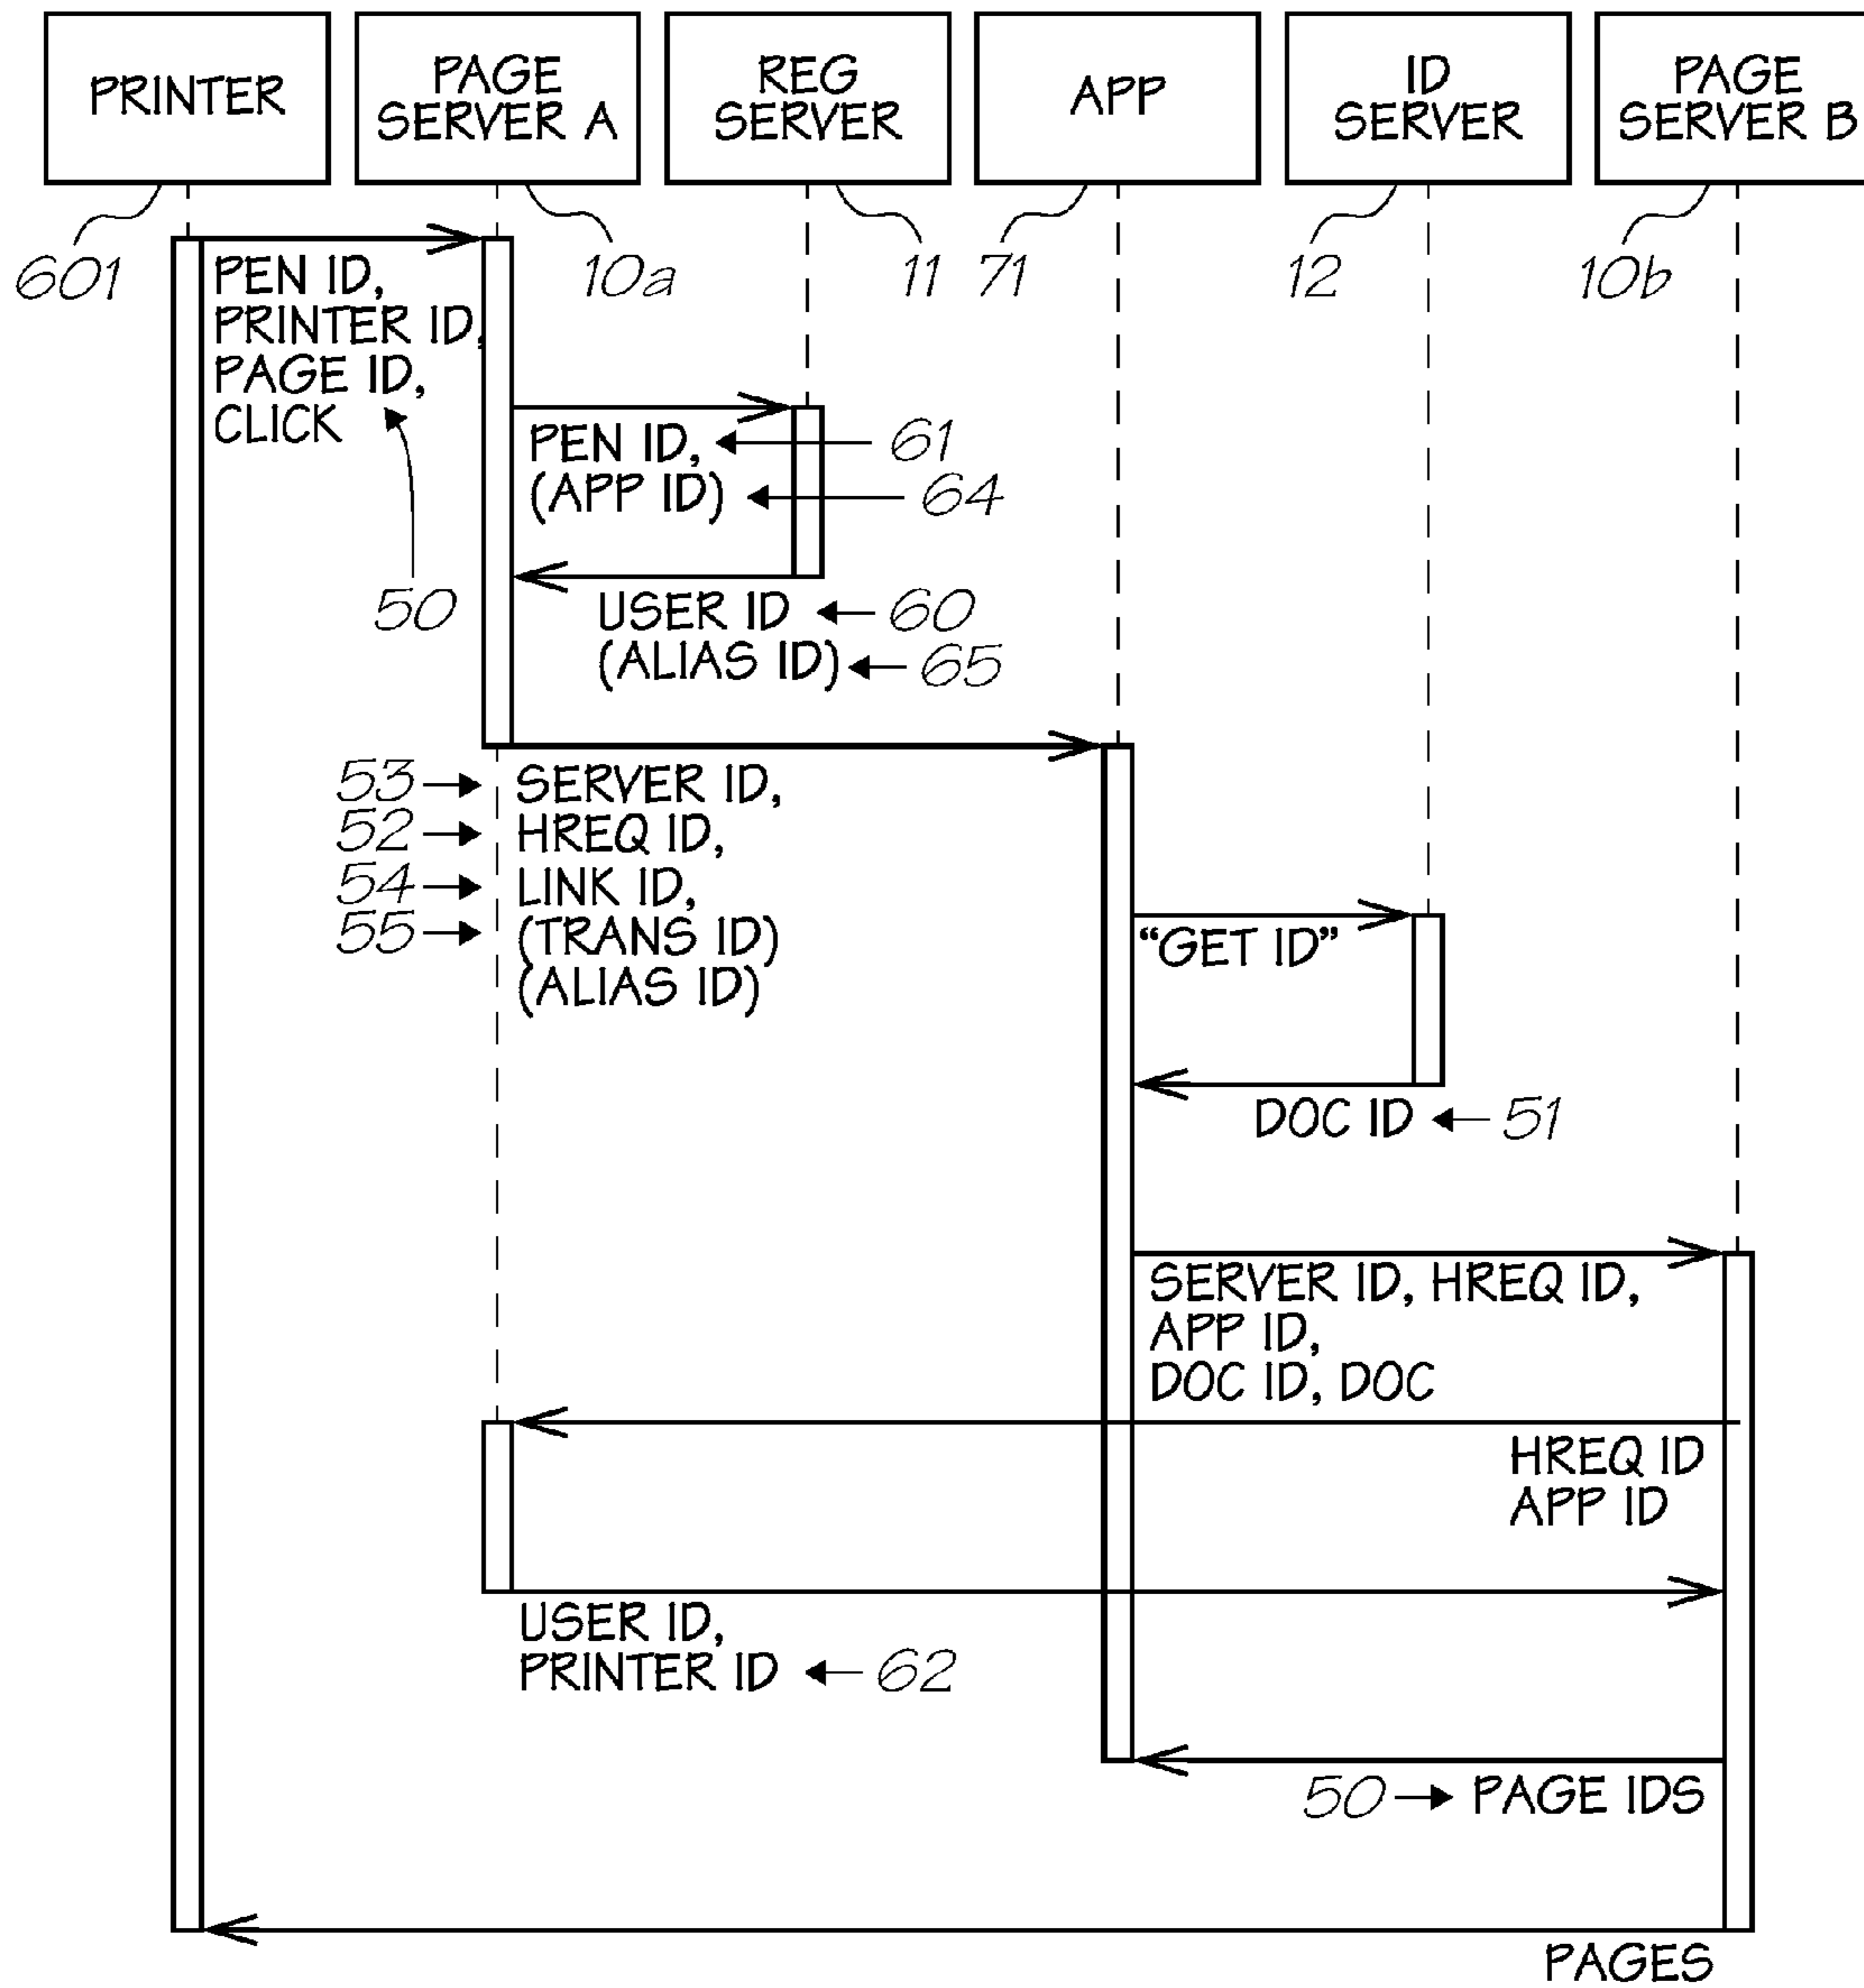 PRINTER
PAGE
SERVER A
REG
SERVER
APP
ID
SERVER
PAGE
SERVER B
601
10a
11
71
12
10b
PEN ID,
PRINTER ID,
PAGE ID,
CLICK
50
PEN ID,
61
(APP ID)
64
USER ID
60
(ALIAS ID)
65
53
SERVER ID,
52
HREQ ID,
54
LINK ID,
55
(TRANS ID)
(ALIAS ID)
“GET ID”
DOC ID
51
SERVER ID, HREQ ID,
APP ID,
DOC ID, DOC
HREQ ID
APP ID
USER ID,
PRINTER ID
62
50
PAGE IDS
PAGES